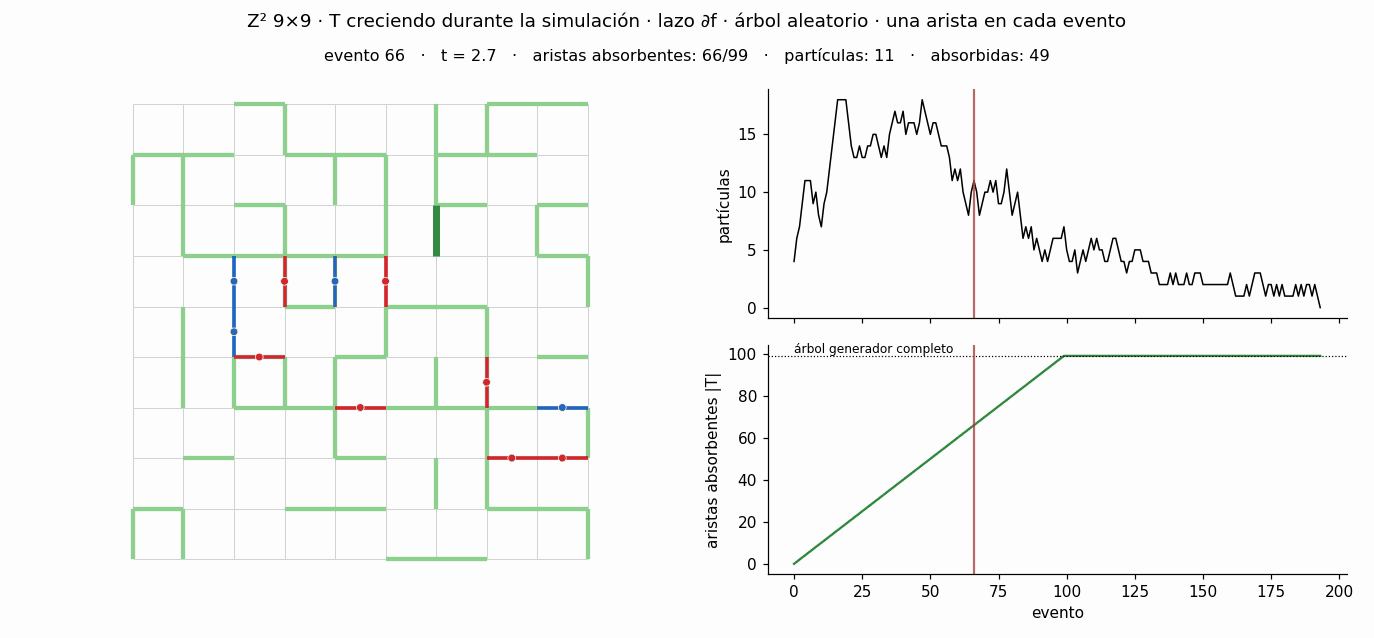 Z² 9×9 · T creciendo durante la simulación · lazo ∂f · árbol aleatorio · una arista en cada evento
evento 66 · t = 2.7 · aristas absorbentes: 66/99 · partículas: 11 · absorbidas: 49
partículas
15
10
5
0
árbol generador completo
aristas absorbentes |T|
100
80
60
40
20
0
0 25 50 75 100 125 150 175 200
evento